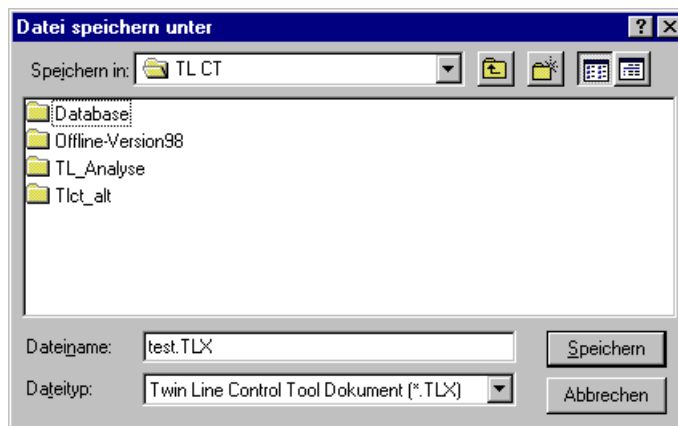 Datei speichern unter
Speichern in: TL CT
Database
Offline-Version98
TL_Analyse
Tlct_alt
Dateiname: test.TLX Speichern
Dateityp: Twin Line Control Tool Dokument (*.TLX) Abbrechen